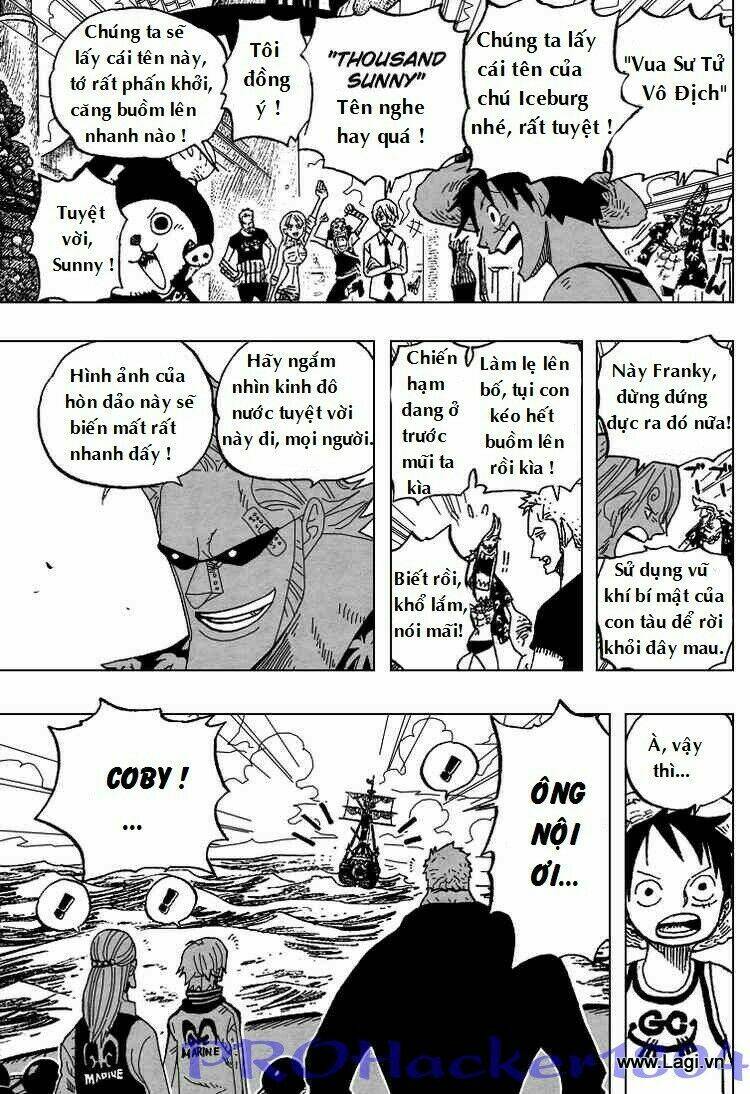 "Vua Sư Tử
Vô Địch"
Chúng ta lấy
cái tên của
chú Iceburg
nhé, rất tuyệt !
"THOUSAND
SUNNY"
Tên nghe
hay quá !
Tôi
đồng
ý !
Chúng ta sẽ
lấy cái tên này,
tớ rất phấn khởi,
căng buồm lên
nhanh nào !
Tuyệt
vời,
Sunny !
Này Franky,
đừng đứng
đực ra đó nữa!
Sử dụng vũ
khí bí mật của
con tàu để rời
khỏi đây mau.
Làm lẹ lên
bố, tụi con
kéo hết
buồm lên
rồi kìa !
Chiến
hạm
đang ở
trước
mũi ta
kìa
Biết rồi,
khổ lắm,
nói mãi!
Hãy ngắm
nhìn kinh đô
nước tuyệt vời
này đi, mọi người.
Hình ảnh của
hòn đảo này sẽ
biến mất rất
nhanh đấy !
À, vậy
thì...
ÔNG
NỘI
ƠI...
!
COBY !
...
!
!
MARINE
MARINE
GC
PROHacker1804
www.Lagi.vn